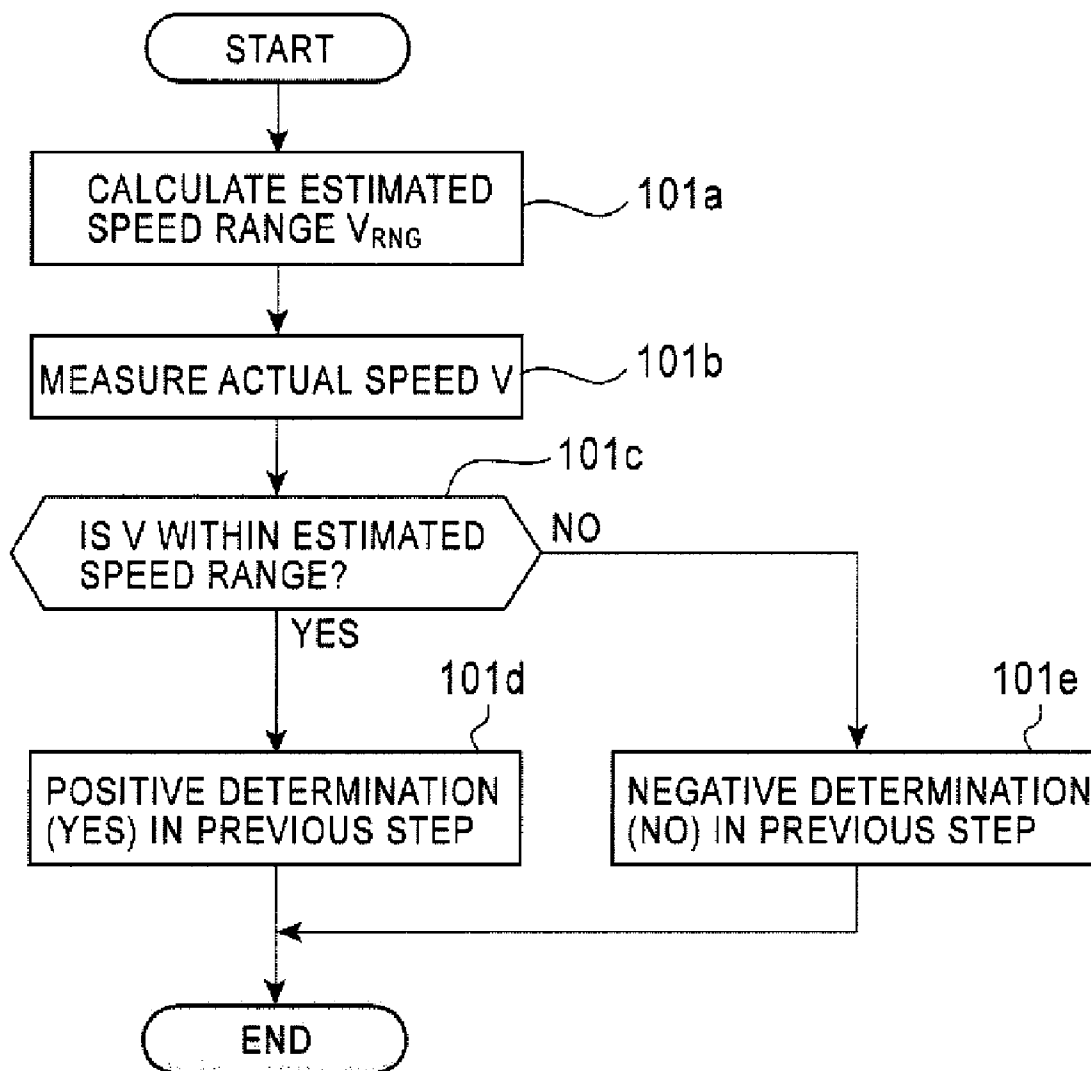 START
CALCULATE ESTIMATED
SPEED RANGE VRNG
101a
MEASURE ACTUAL SPEED V
101b
101c
IS V WITHIN ESTIMATED
SPEED RANGE?
NO
YES
101d
101e
POSITIVE DETERMINATION
(YES) IN PREVIOUS STEP
NEGATIVE DETERMINATION
(NO) IN PREVIOUS STEP
END